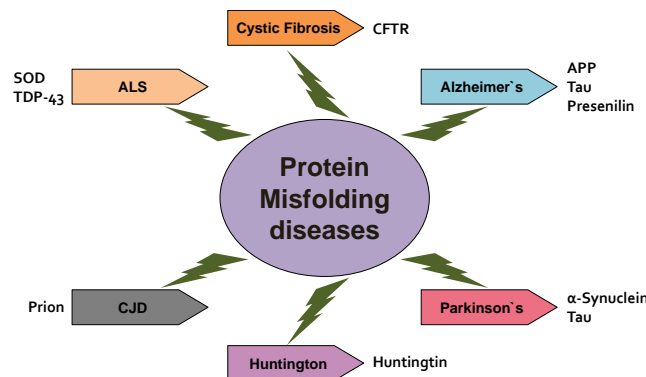 Cystic Fibrosis
CFTR
SOD
TDP-43
ALS
Alzheimer`s
APP
Tau
Presenilin
Protein
Misfolding
diseases
Prion
CJD
Parkinson`s
α-Synuclein
Tau
Huntington
Huntingtin